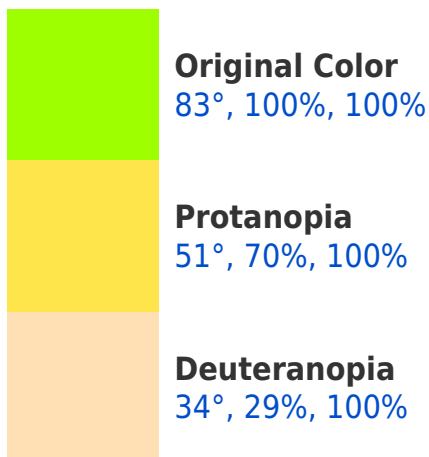 Original Color
83°, 100%, 100%
Protanopia
51°, 70%, 100%
Deuteranopia
34°, 29%, 100%